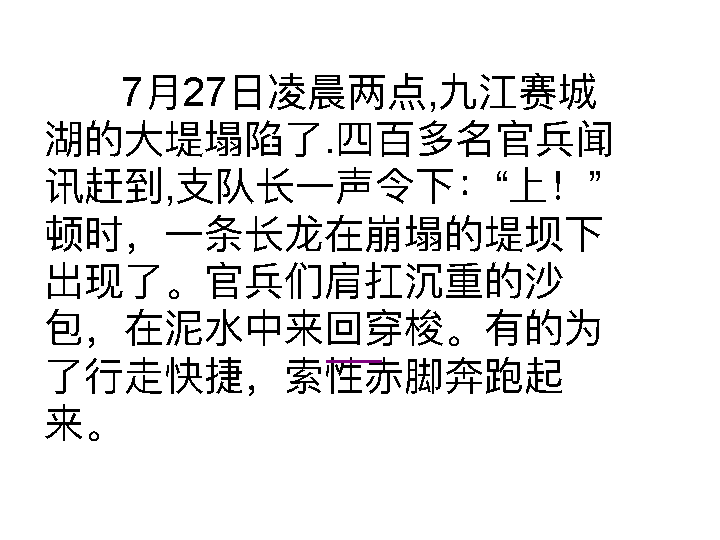 7月27日凌晨两点,九江赛城
湖的大堤塌陷了.四百多名官兵闻
讯赶到,支队长一声令下：“上！”
顿时，一条长龙在崩塌的堤坝下
出现了。官兵们肩扛沉重的沙
包，在泥水中来回穿梭。有的为
了行走快捷，索性赤脚奔跑起
来。